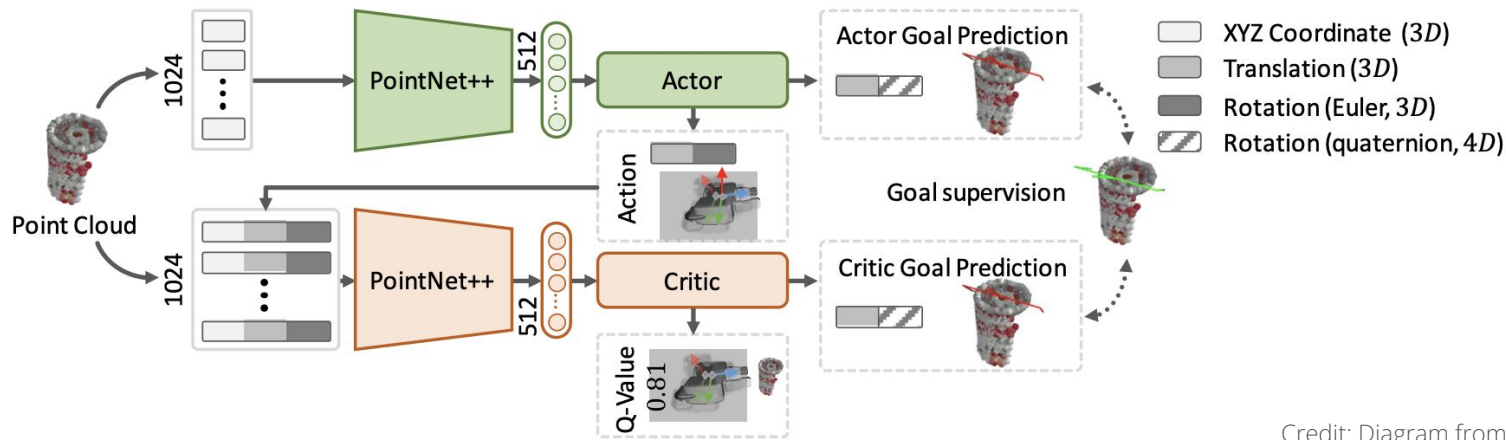 Point Cloud
1024
PointNet++
512
Actor
Action
Actor Goal Prediction
1024
PointNet++
512
Critic
Q-Value
0.81
Critic Goal Prediction
Goal supervision
XYZ Coordinate (3D)
Translation (3D)
Rotation (Euler, 3D)
Rotation (quaternion, 4D)
Credit: Diagram from